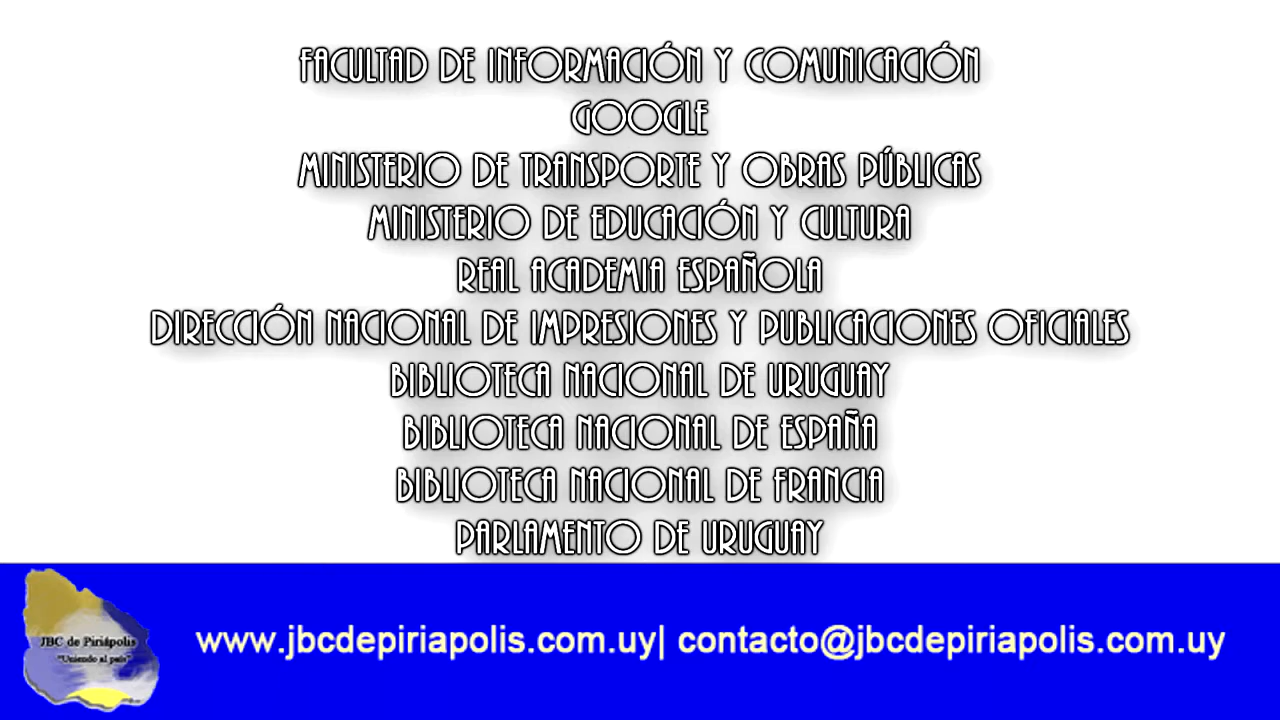 FACULTAD DE INFORMACIÓN Y COMUNICACIÓN
GOOGLE
MINISTERIO DE TRANSPORTE Y OBRAS PÚBLICAS
MINISTERIO DE EDUCACIÓN Y CULTURA
REAL ACADEMIA ESPAÑOLA
DIRECCIÓN NACIONAL DE IMPRESIONES Y PUBLICACIONES OFICIALES
BIBLIOTECA NACIONAL DE URUGUAY
BIBLIOTECA NACIONAL DE ESPAÑA
BIBLIOTECA NACIONAL DE FRANCIA
PARLAMENTO DE URUGUAY
JBC de Piriápolis
"Uniendo al país"
www.jbcdepiriapolis.com.uy| contacto@jbcdepiriapolis.com.uy